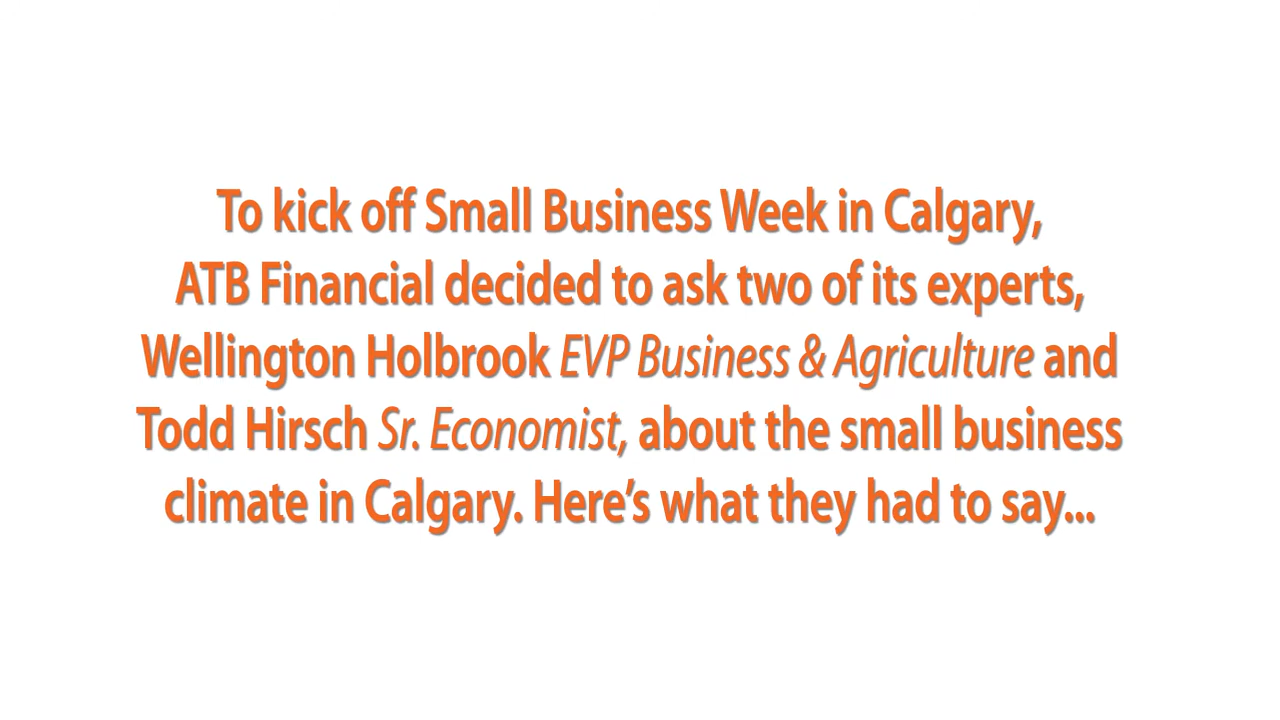 To kick off Small Business Week in Calgary,
ATB Financial decided to ask two of its experts,
Wellington Holbrook EVP Business & Agriculture and
Todd Hirsch Sr. Economist, about the small business
climate in Calgary. Here’s what they had to say...